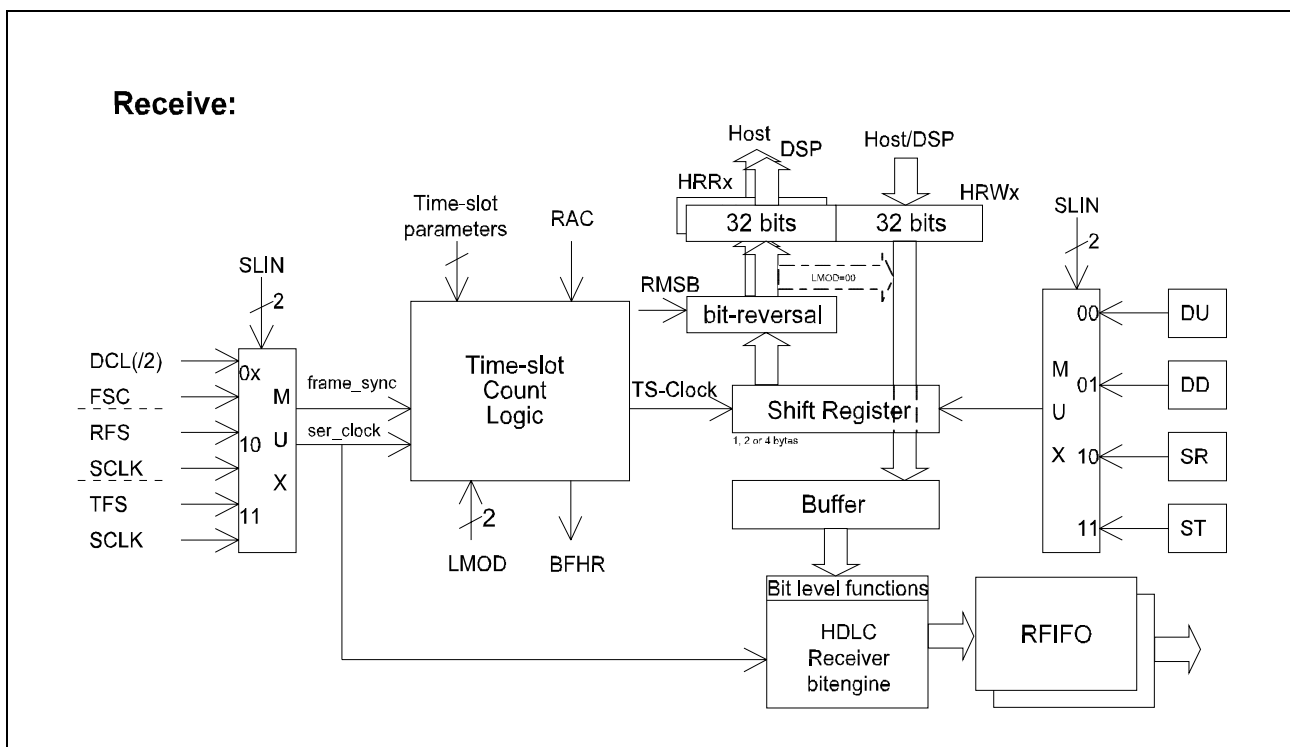 Receive:
Host
DSP
Host/DSP
HRRx
HRWx
Time-slot
parameters
RAC
32 bits
32 bits
SLIN
2
SLIN
2
LMOD=00
RMSB
bit-reversal
00
DU
DCL(/2)
0x
M
frame_sync
Time-slot
Count
Logic
TS-Clock
Shift Register
M
01
DD
FSC
RFS
10
U
ser_clock
1, 2 or 4 bytas
U
SCLK
X
X
10
SR
TFS
11
2
Buffer
11
ST
SCLK
LMOD
BFHR
Bit level functions
HDLC
Receiver
bitengine
RFIFO